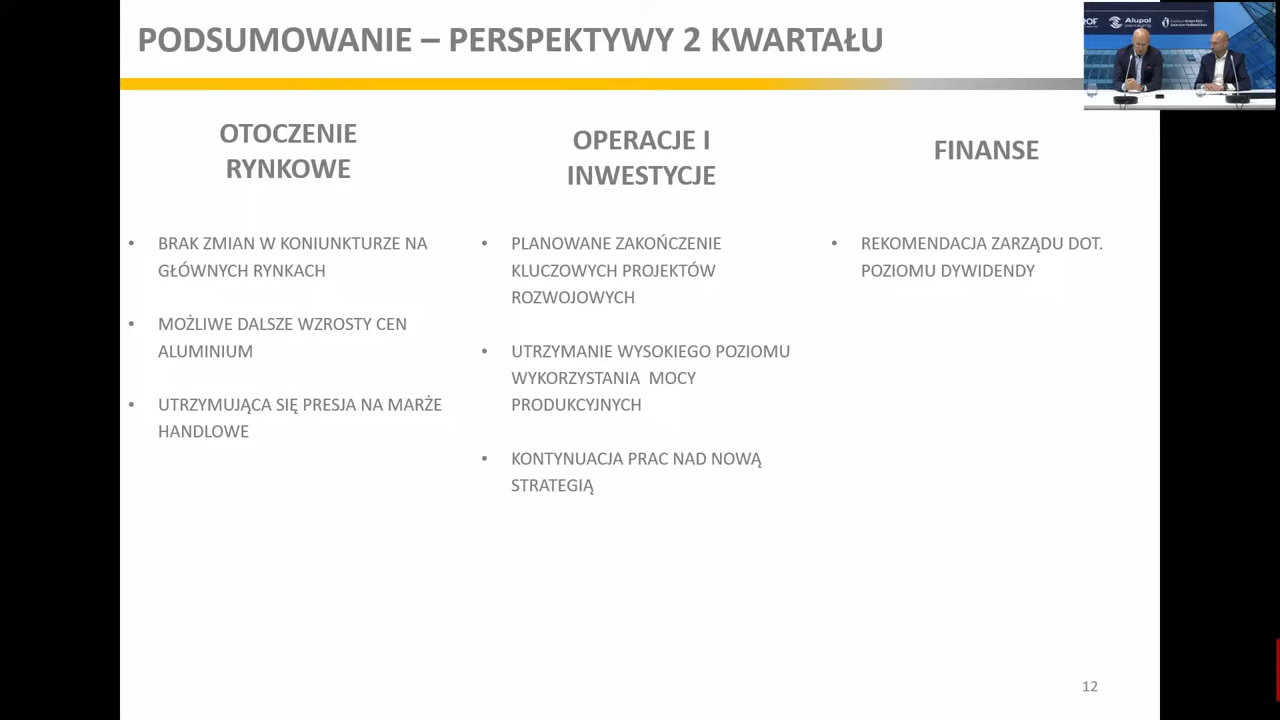 PODSUMOWANIE – PERSPEKTYWY 2 KWARTAŁU
OTOCZENIE
RYNKOWE
• BRAK ZMIAN W KONIUNKTURZE NA
GŁÓWNYCH RYNKACH
• MOŻLIWE DALSZE WZROSTY CEN
ALUMINIUM
• UTRZYMUJĄCA SIĘ PRESJA NA MARŻE
HANDLOWE
OPERACJE I
INWESTYCJE
• PLANOWANE ZAKOŃCZENIE
KLUCZOWYCH PROJEKTÓW
ROZWOJOWYCH
• UTRZYMANIE WYSOKIEGO POZIOMU
WYKORZYSTANIA MOCY
PRODUKCYJNYCH
• KONTYNUACJA PRAC NAD NOWĄ
STRATEGIĄ
FINANSE
• REKOMENDACJA ZARZĄDU DOT.
POZIOMU DYWIDENDY
Alupol
12